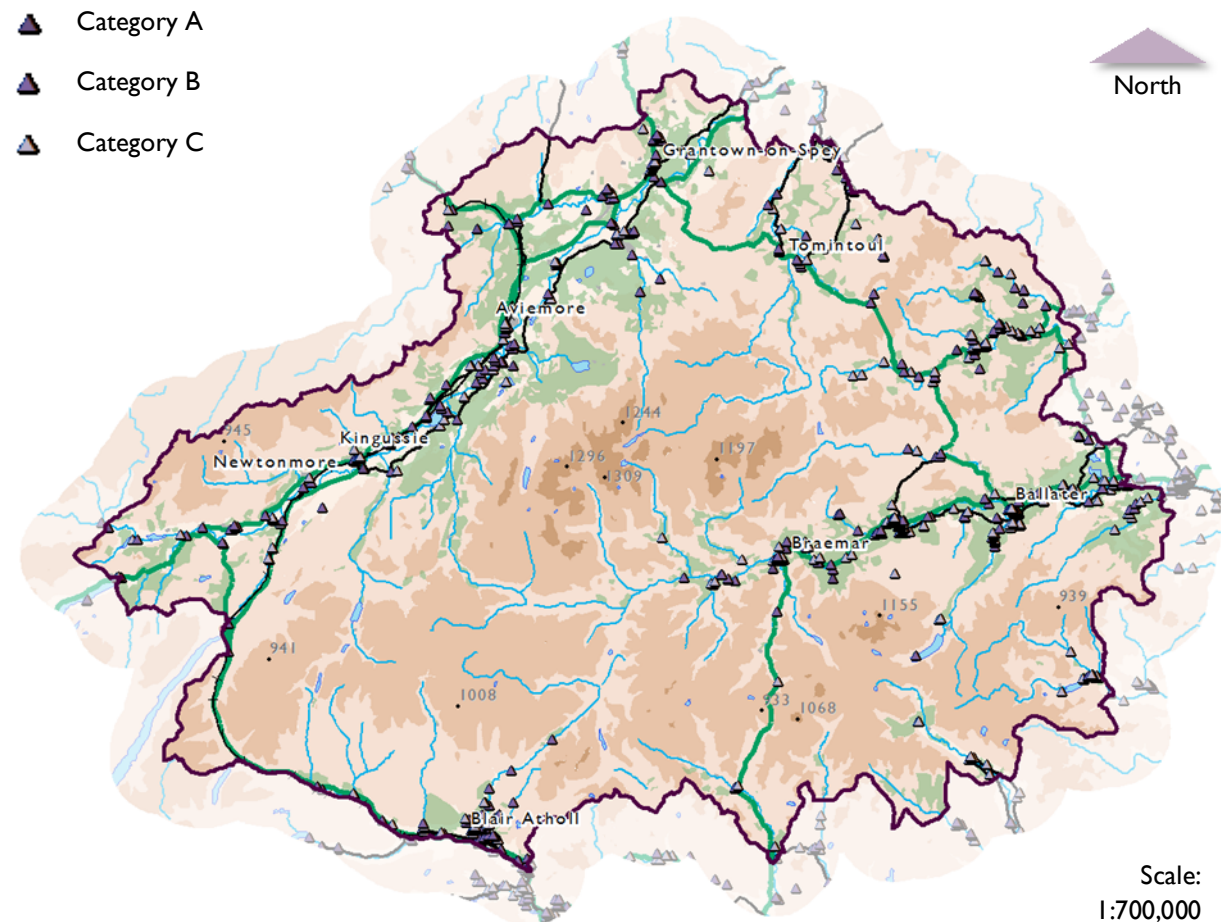 Category A
Category B
Category C
North
Grantown-on-Spey
Tomintoul
Aviemore
1244
945
Kingussie
1197
Newtonmore
1296
1309
Ballater
Braemar
1155
939
941
1008
933
1068
Blair Atholl
Scale:
1:700,000